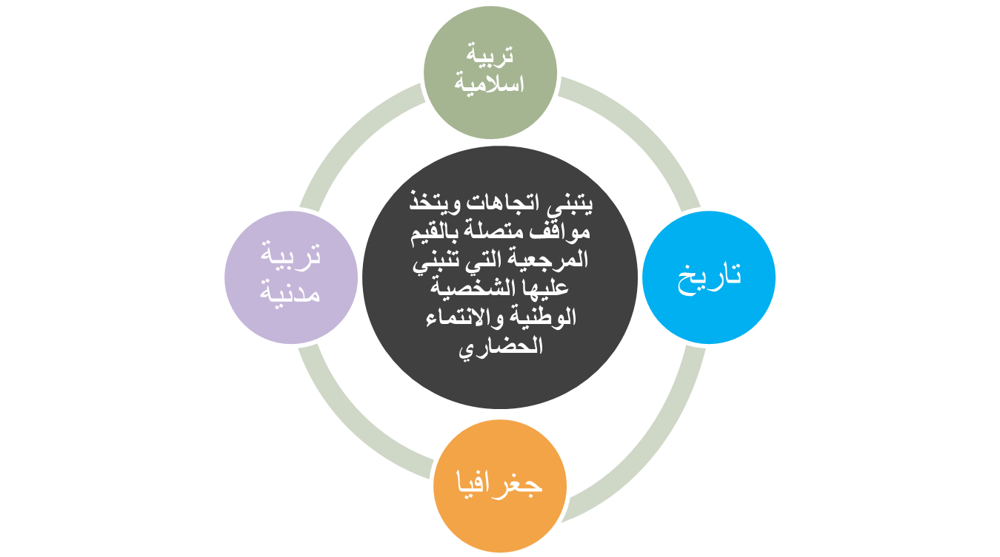 تربية
اسلامية
يتبنى اتجاهات ويتخذ
مواقف متصلة بالقيم
المرجعية التي تنبني
عليها الشخصية
الوطنية والانتماء
الحضاري
تاريخ
تربية
مدنية
جغرافيا